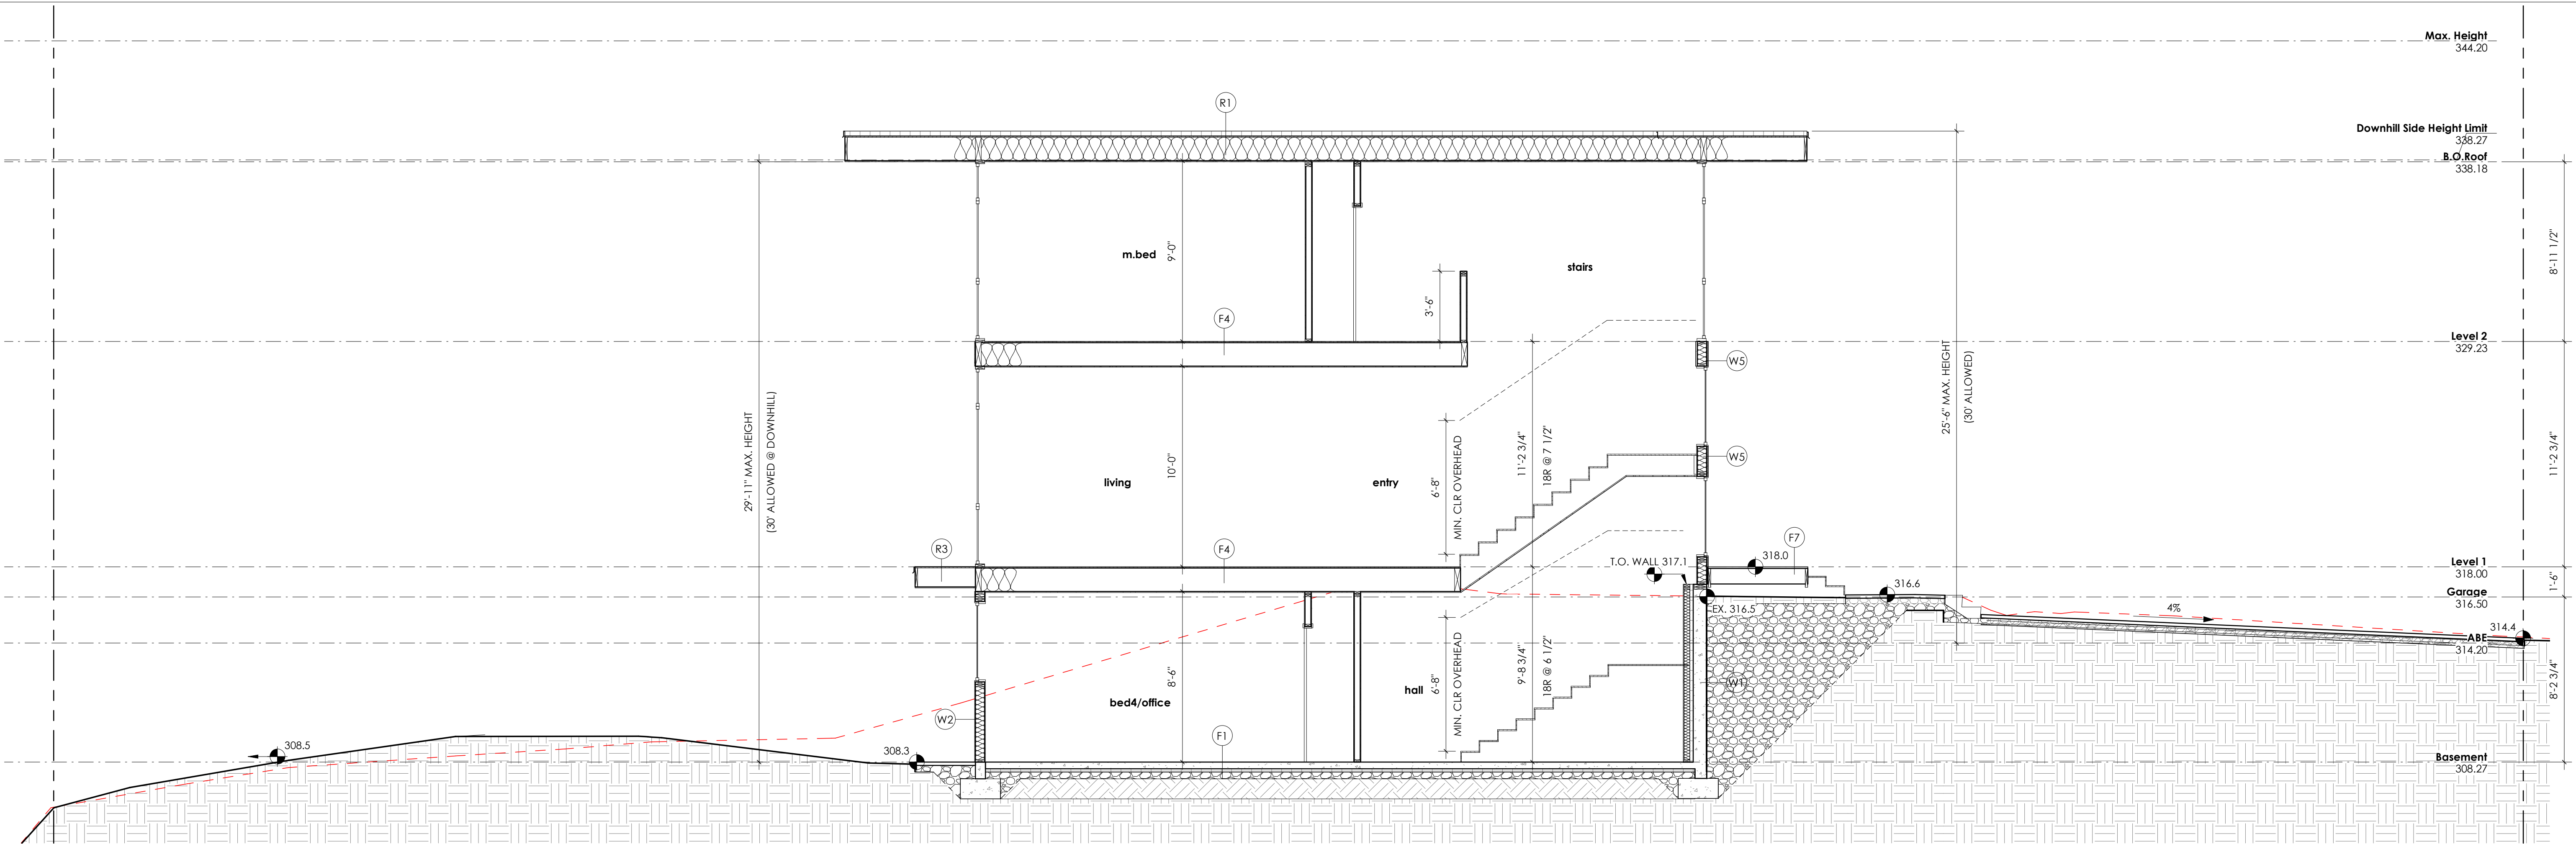 Max. Height
344.20
R1
Downhill Side Height Limit
338.27
B.O.Roof
338.18
m.bed
9'-0"
stairs
8'-11 1/2"
3'-6"
F4
Level 2
329.23
W5
29'-11" MAX. HEIGHT
(30' ALLOWED @ DOWNHILL)
25'-6" MAX. HEIGHT
(30' ALLOWED)
living
10'-0"
entry
6'-8"
MIN. CLR OVERHEAD
11'-2 3/4"
18R @ 7 1/2"
W5
11'-2 3/4"
R3
F4
T.O. WALL 317.1
318.0
F7
Level 1
318.00
1'-6"
EX. 316.5
316.6
Garage
316.50
4%
314.4
ABE
314.20
bed4/office
8'-6"
hall
6'-8"
MIN. CLR OVERHEAD
9'-8 3/4"
18R @ 6 1/2"
W1
8'-2 3/4"
W2
F1
308.5
308.3
Basement
308.27